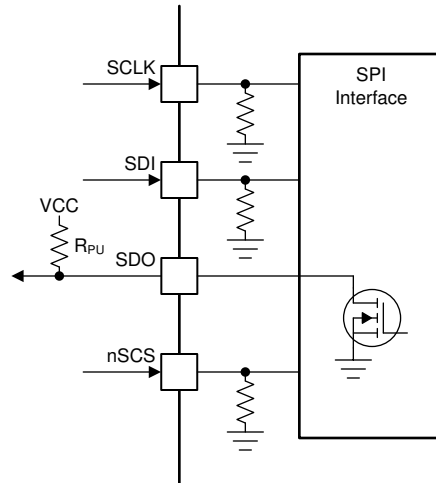 SCLK
SPI
Interface
SDI
VCC
RPU
SDO
nSCS